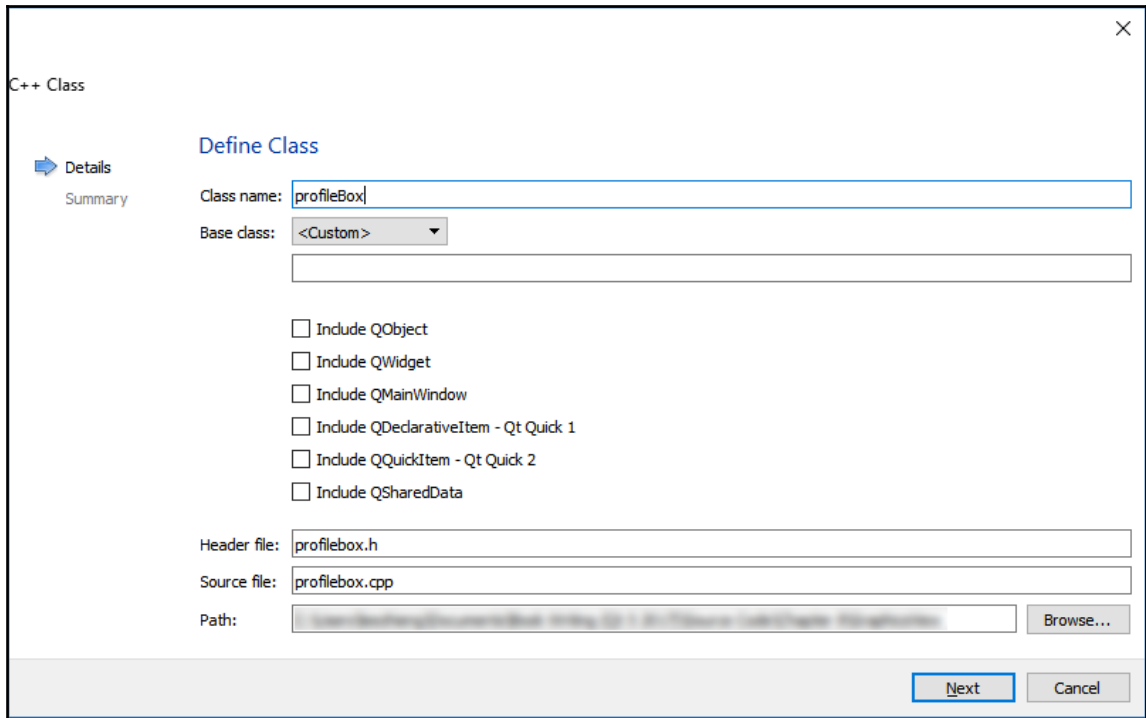 C++ Class
Define Class
Details
Summary
Class name: profileBox
Base class: <Custom>
Include QObject
Include QWidget
Include QMainWindow
Include QDeclarativeItem - Qt Quick 1
Include QQuickItem - Qt Quick 2
Include QSharedData
Header file: profilebox.h
Source file: profilebox.cpp
Path: Browse...
Next Cancel